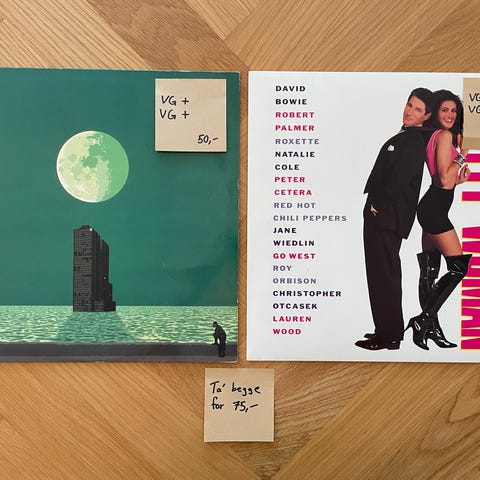 VG +
VG +
50,-
DAVID
BOWIE
ROBERT
PALMER
ROXETTE
NATALIE
COLE
PETER
CETERA
RED HOT
CHILI PEPPERS
JANE
WIEDLIN
GO WEST
ROY
ORBISON
CHRISTOPHER
OTCASEK
LAUREN
WOOD
VG
VG
WOMAN
Ta' begge
for 75,-